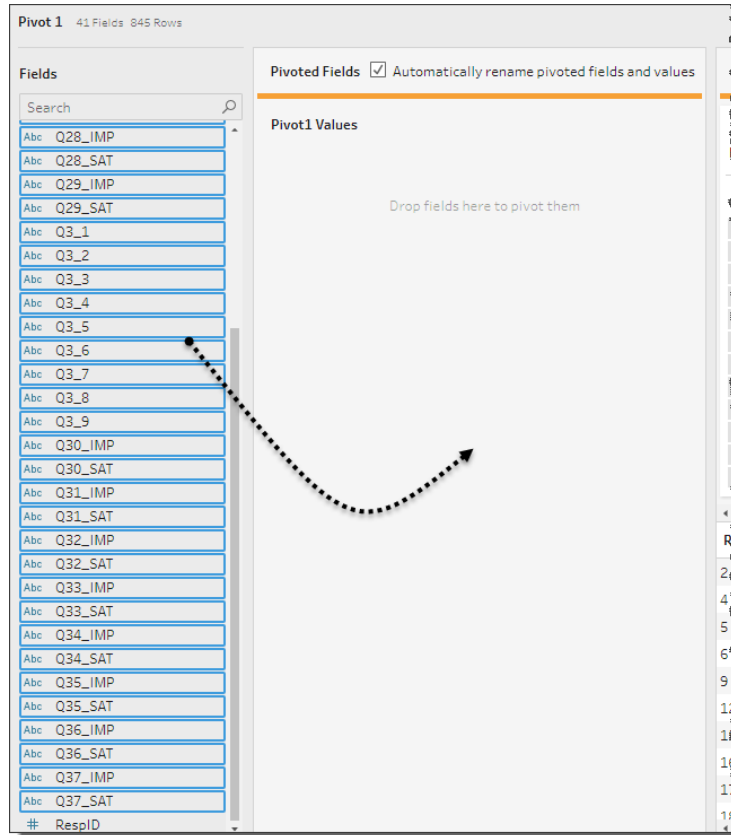 Pivot 1 41 Fields 845 Rows
Fields
Search
Abc Q28_IMP
Abc Q28_SAT
Abc Q29_IMP
Abc Q29_SAT
Abc Q3_1
Abc Q3_2
Abc Q3_3
Abc Q3_4
Abc Q3_5
Abc Q3_6
Abc Q3_7
Abc Q3_8
Abc Q3_9
Abc Q30_IMP
Abc Q30_SAT
Abc Q31_IMP
Abc Q31_SAT
Abc Q32_IMP
Abc Q32_SAT
Abc Q33_IMP
Abc Q33_SAT
Abc Q34_IMP
Abc Q34_SAT
Abc Q35_IMP
Abc Q35_SAT
Abc Q36_IMP
Abc Q36_SAT
Abc Q37_IMP
Abc Q37_SAT
# RespID
Pivoted Fields Automatically rename pivoted fields and values
Pivot1 Values
Drop fields here to pivot them